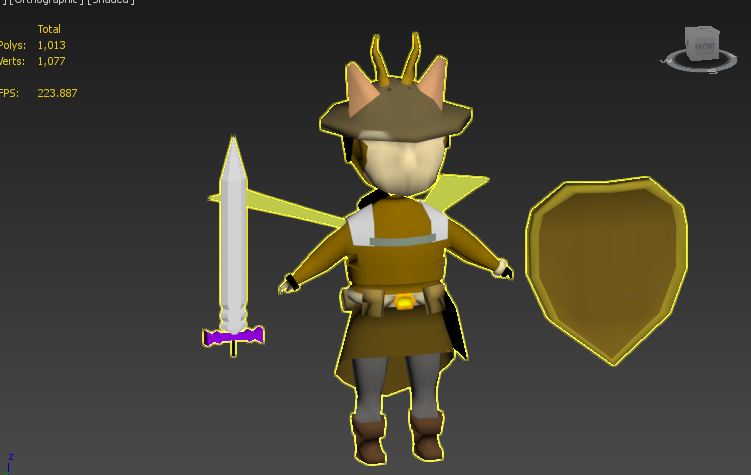 ] [Orthographic ] [Shaded ]
Total
Polys: 1,013
Verts: 1,077
FPS: 223.887
FRONT
z